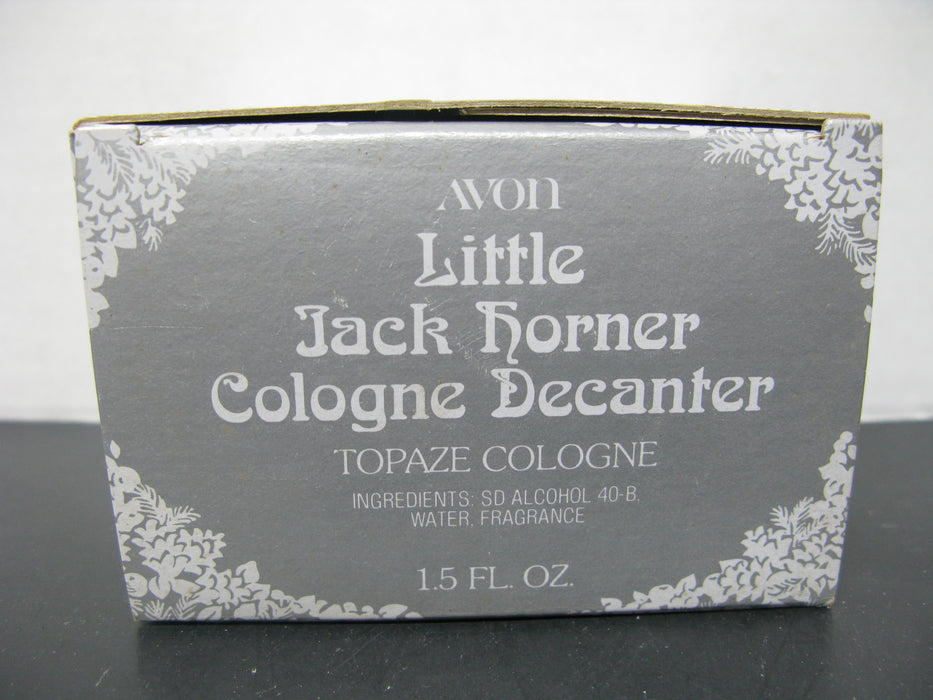 AVON
Little
Jack Horner
Cologne Decanter
TOPAZE COLOGNE
INGREDIENTS: SD ALCOHOL 40-B,
WATER, FRAGRANCE
1.5 FL. OZ.